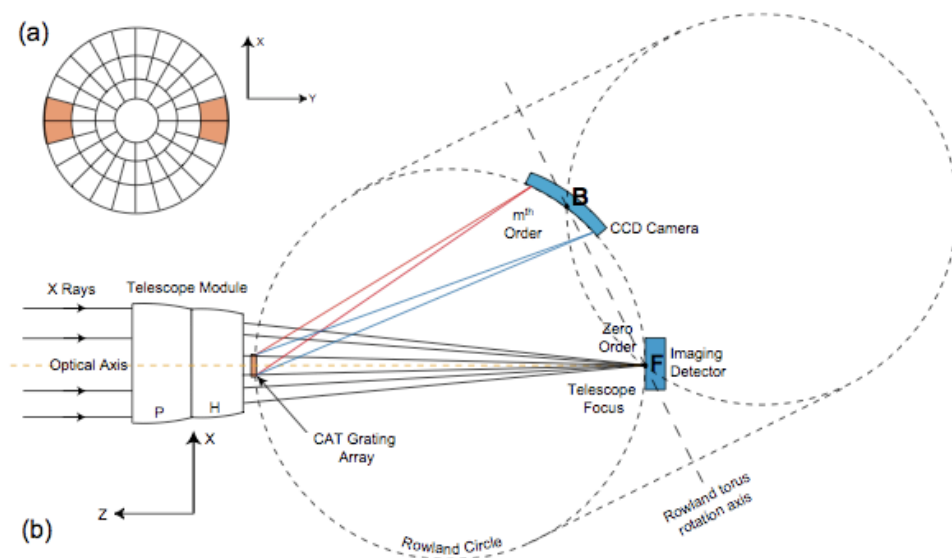 (a)
X
Y
B
mth
Order
CCD Camera
X Rays
Telescope Module
Optical Axis
Zero
Order
F
Imaging
Detector
Telescope
Focus
P
H
X
CAT Grating
Array
Z
(b)
Rowland Circle
Rowland torus
rotation axis